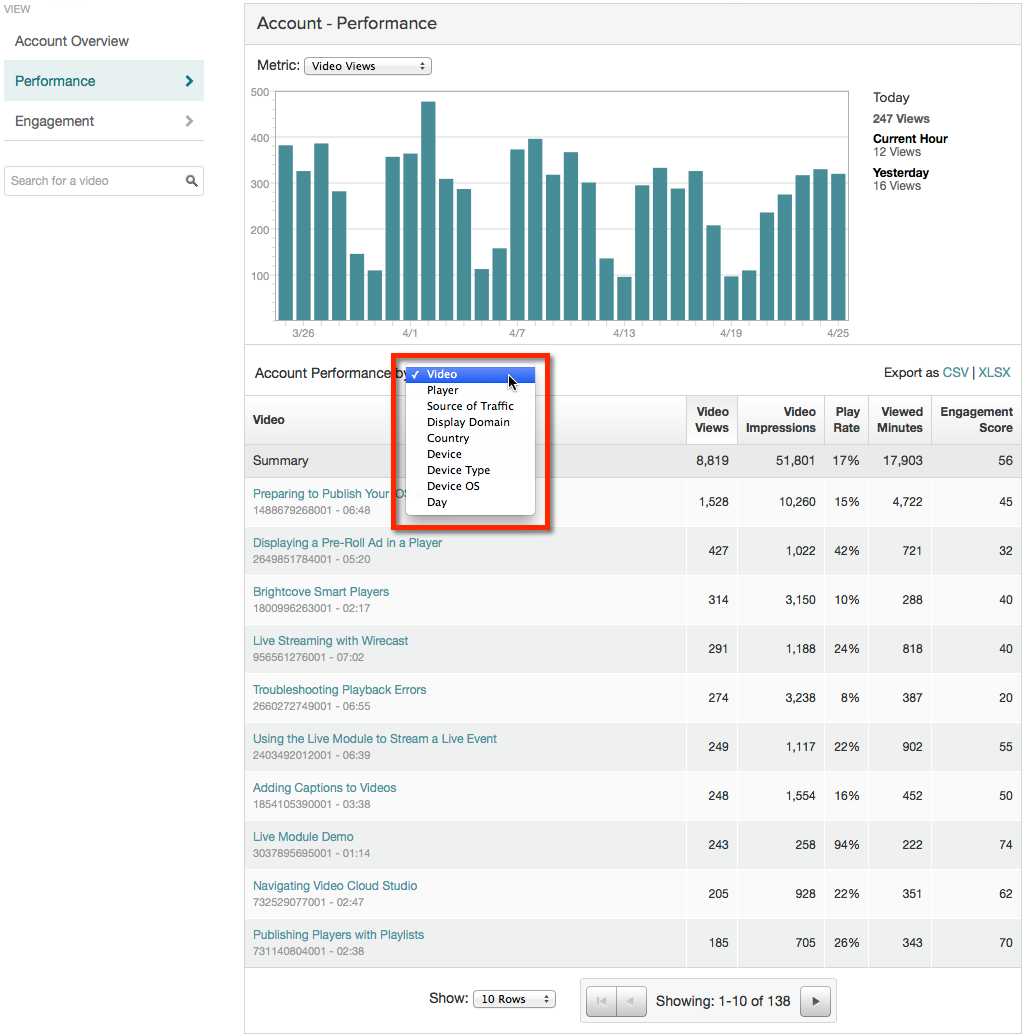 VIEW
Account Overview
Performance
Engagement
Search for a video
Account - Performance
Metric: Video Views
500
400
300
200
100
3/26 4/1 4/7 4/13 4/19 4/25
Today
247 Views
Current Hour
12 Views
Yesterday
16 Views
Account Performance by
✓ Video
Player
Source of Traffic
Display Domain
Country
Device
Device Type
Device OS
Day
Export as CSV | XLSX
Video Video Views Video Impressions Play Rate Viewed Minutes Engagement Score
Summary 8,819 51,801 17% 17,903 56
Preparing to Publish Your 1,528 10,260 15% 4,722 45
1488679268001 - 06:48
Displaying a Pre-Roll Ad in a Player 427 1,022 42% 721 32
2649851784001 - 05:20
Brightcove Smart Players 314 3,150 10% 288 40
1800996263001 - 02:17
Live Streaming with Wirecast 291 1,188 24% 818 40
956561276001 - 07:02
Troubleshooting Playback Errors 274 3,238 8% 387 20
2660272749001 - 06:55
Using the Live Module to Stream a Live Event 249 1,117 22% 902 55
2403492012001 - 06:39
Adding Captions to Videos 248 1,554 16% 452 50
1854105390001 - 03:38
Live Module Demo 243 258 94% 222 74
3037895695001 - 01:14
Navigating Video Cloud Studio 205 928 22% 351 62
732529077001 - 02:47
Publishing Players with Playlists 185 705 26% 343 70
731140804001 - 02:38
Show: 10 Rows Showing: 1-10 of 138